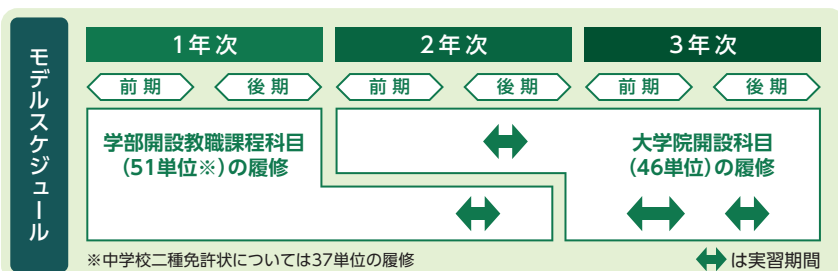 モデルスケジュール
1年次
2年次
3年次
前期
後期
前期
後期
前期
後期
学部開設教職課程科目
(51単位※)の履修
大学院開設科目
(46単位)の履修
※中学校二種免許状については37単位の履修
は実習期間